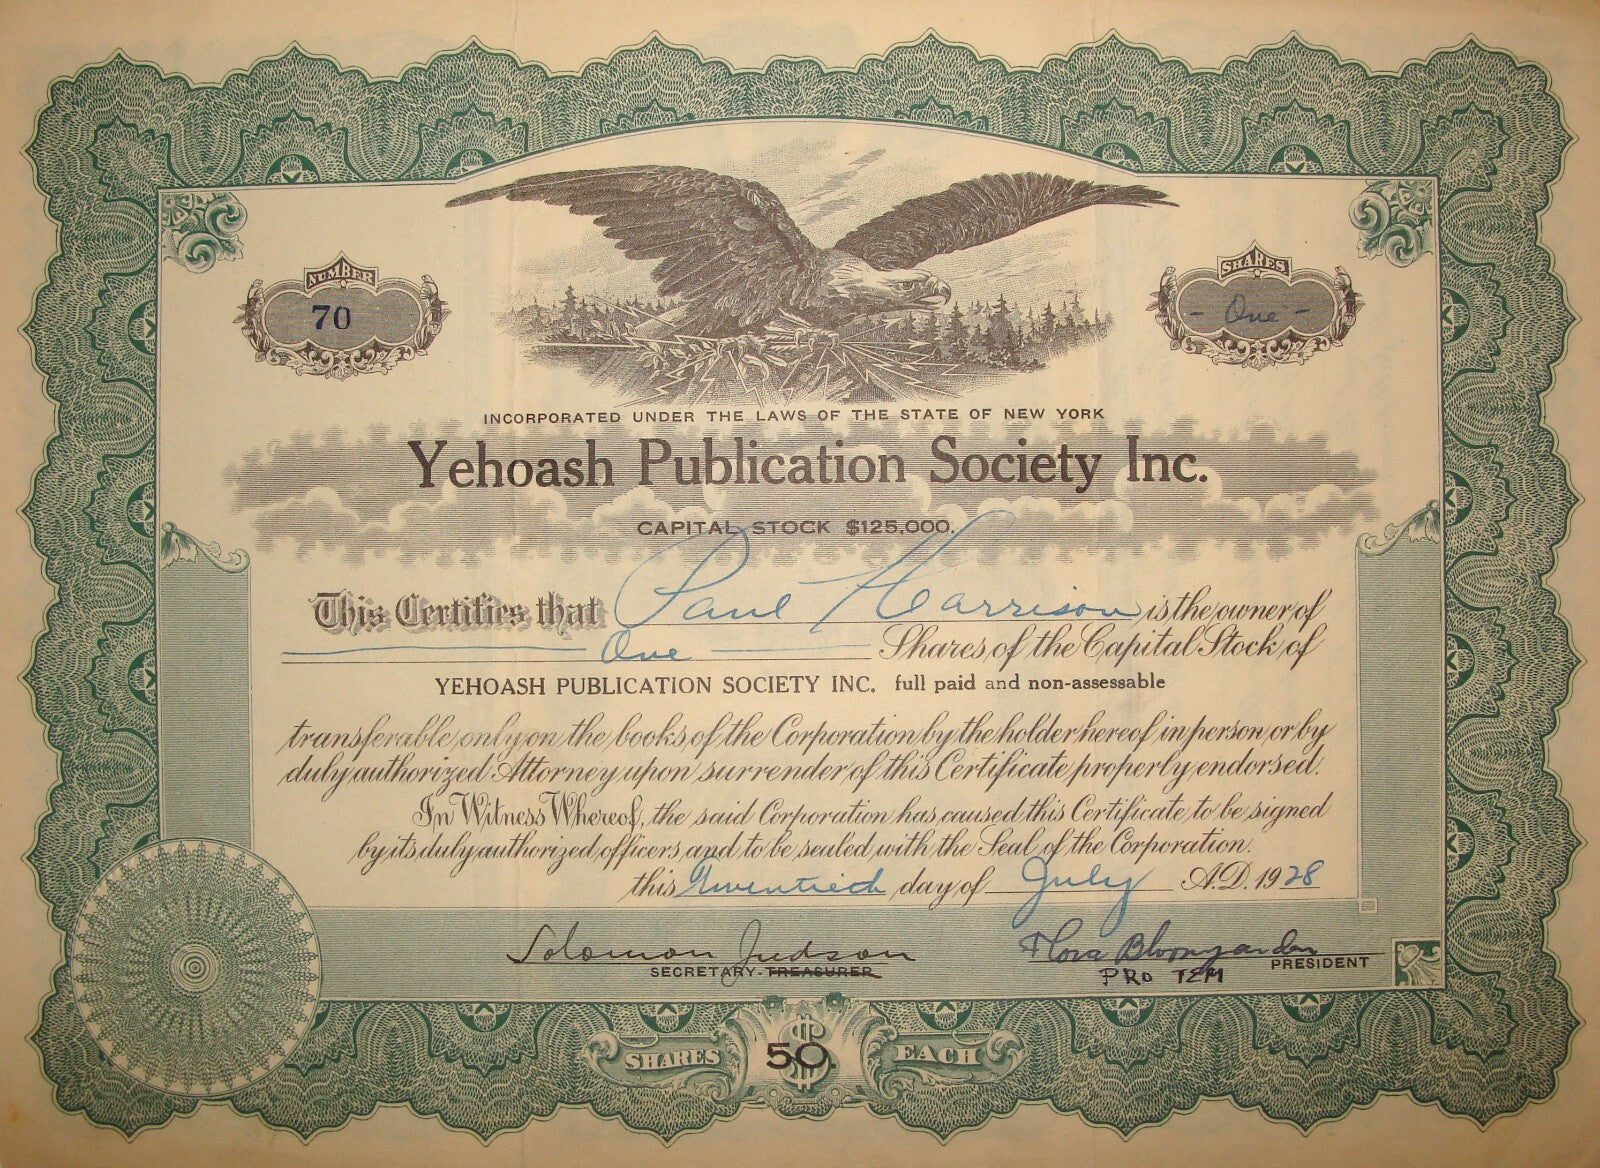 NUMBER
70
SHARES
- One -
INCORPORATED UNDER THE LAWS OF THE STATE OF NEW YORK
Yehoash Publication Society Inc.
CAPITAL STOCK $125,000.
This Certifies that Paul Harrison is the owner of
One Shares of the Capital Stock of
YEHOASH PUBLICATION SOCIETY INC. full paid and non-assessable
transferable only on the books of the Corporation by the holder hereof in person or by
duly authorized Attorney upon surrender of this Certificate properly endorsed.
In Witness Whereof, the said Corporation has caused this Certificate to be signed
by its duly authorized officers and to be sealed with the Seal of the Corporation.
this Twentieth day of July A.D. 1928
Solomon Judson Flora
SECRETARY-TREASURER PRO TEM PRESIDENT
SHARES $50. EACH